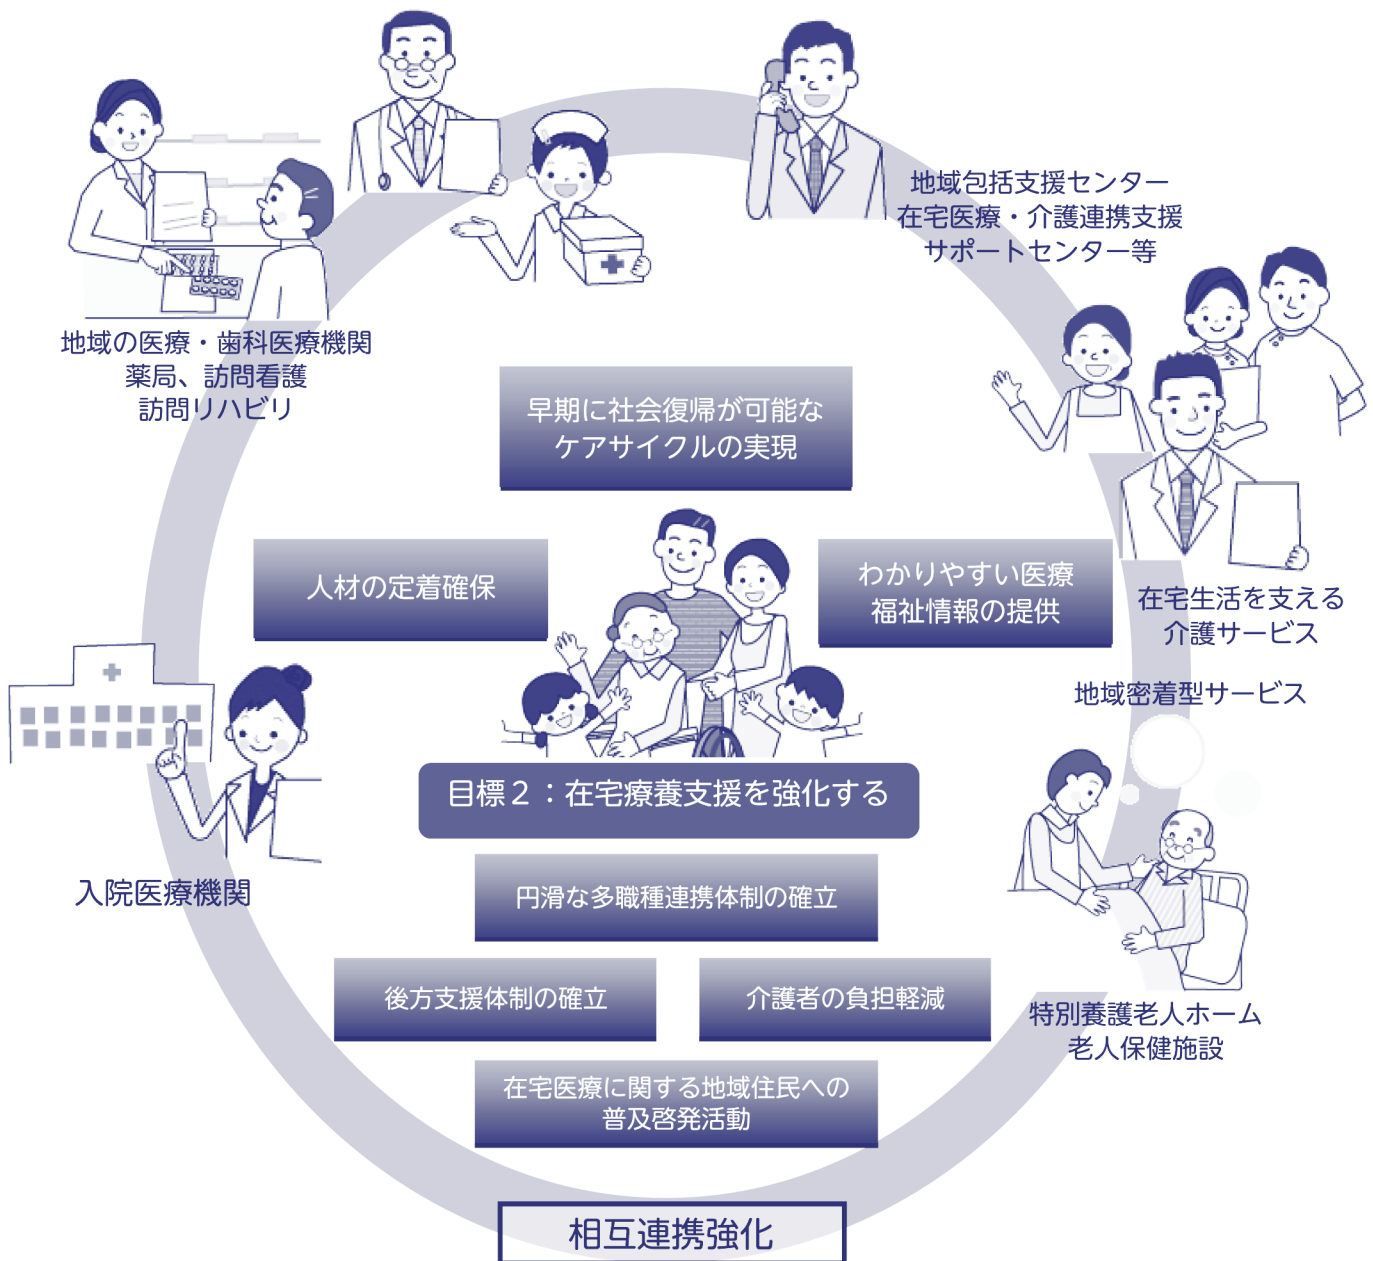 地域包括支援センター
在宅医療・介護連携支援
サポートセンター等
地域の医療・歯科医療機関
薬局、訪問看護
訪問リハビリ
早期に社会復帰が可能な
ケアサイクルの実現
人材の定着確保
わかりやすい医療
福祉情報の提供
在宅生活を支える
介護サービス
地域密着型サービス
目標２：在宅療養支援を強化する
入院医療機関
円滑な多職種連携体制の確立
後方支援体制の確立
介護者の負担軽減
特別養護老人ホーム
老人保健施設
在宅医療に関する地域住民への
普及啓発活動
相互連携強化